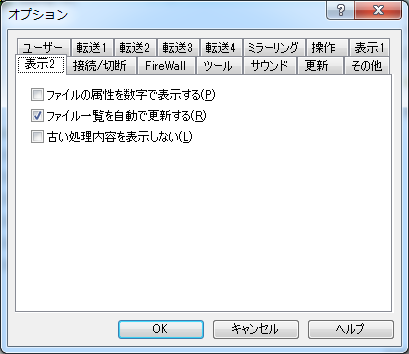 オプション
ユーザー 転送1 転送2 転送3 転送4 ミラーリング 操作 表示1
表示2 接続/切断 FireWall ツール サウンド 更新 その他
ファイルの属性を数字で表示する(P)
ファイル一覧を自動で更新する(R)
古い処理内容を表示しない(L)
OK キャンセル ヘルプ